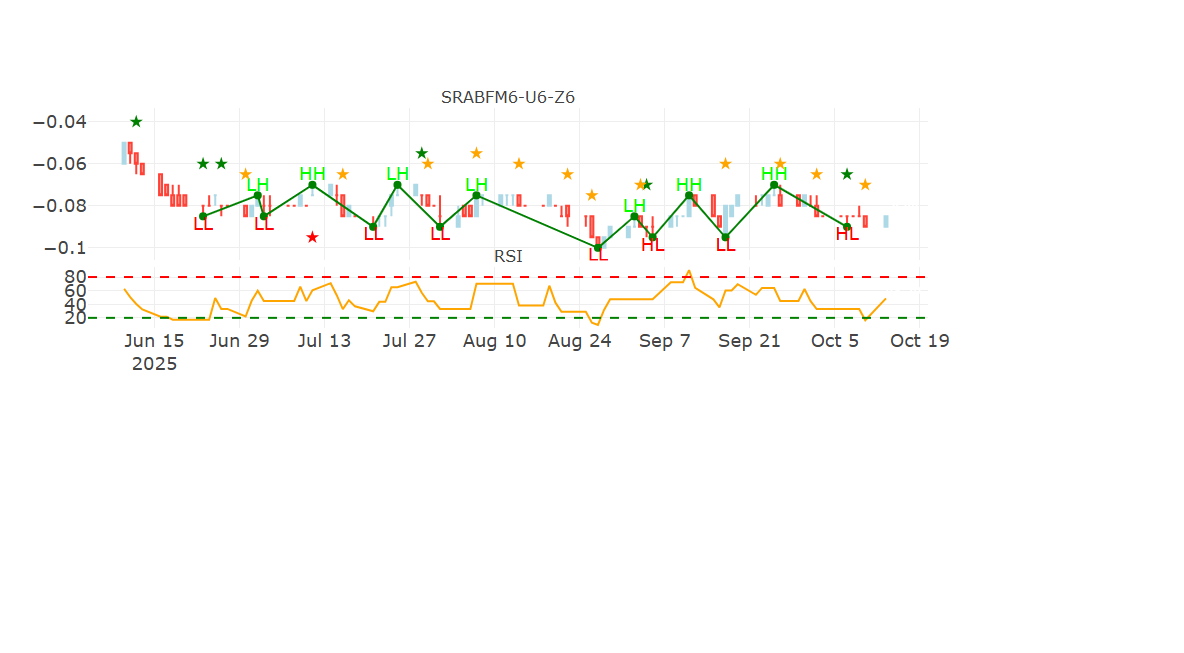 SRABFM6-U6-Z6
−0.04
−0.06
−0.08
−0.1
LL
LH
LL
HH
LL
LH
LL
LH
LL
LH
HL
HH
LL
HH
HL
RSI
80
60
40
20
Jun 15
2025
Jun 29
Jul 13
Jul 27
Aug 10
Aug 24
Sep 7
Sep 21
Oct 5
Oct 19